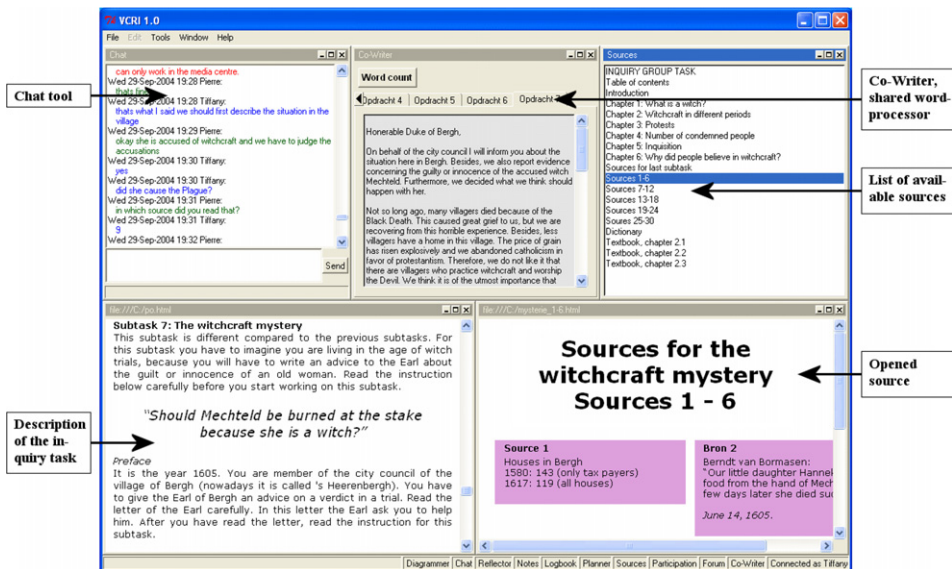 VCRI 1.0
File Edit Tools Window Help
Chat
can only work in the media centre.
Wed 29-Sep-2004 19:28 Pierre:
thats fine
Wed 29-Sep-2004 19:28 Tiffany:
thats what I said we should first describe the situation in the
village
Wed 29-Sep-2004 19:29 Pierre:
okay she is accused of witchcraft and we have to judge the
accusations
Wed 29-Sep-2004 19:30 Tiffany:
yes
Wed 29-Sep-2004 19:30 Tiffany:
did she cause the Plague?
Wed 29-Sep-2004 19:31 Pierre:
in which source did you read that?
Wed 29-Sep-2004 19:31 Tiffany:
9
Wed 29-Sep-2004 19:32 Pierre:
Send
Chat tool
Co-Writer
Word count
Opdracht 4 Opdracht 5 Opdracht 6 Opdracht 7
Honorable Duke of Bergh,
On behalf of the city council I will inform you about the
situation here in Bergh. Besides, we also report evidence
concerning the guilty or innocence of the accused witch
Mechteld. Furthermore, we decided what we think should
happen with her.
Not so long ago, many villagers died because of the
Black Death. This caused great grief to us, but we are
recovering from this horrible experience. Besides, less
villagers have a home in this village. The price of grain
has risen explosively and we abandoned catholicism in
favor of protestantism. Therefore, we do not like it that
there are villagers who practice witchcraft and worship
the Devil. We think it is of the utmost importance that
Sources
INQUIRY GROUP TASK
Table of contents
Introduction
Chapter 1: What is a witch?
Chapter 2: Witchcraft in different periods
Chapter 3: Protests
Chapter 4: Number of condemned people
Chapter 5: Inquisition
Chapter 6: Why did people believe in witchcraft?
Sources for last subtask
Sources 1-6
Sources 7-12
Sources 13-18
Sources 19-24
Soures 25-30
Dictionary
Textbook, chapter 2.1
Textbook, chapter 2.2
Textbook, chapter 2.3
Co-Writer,
shared word-
processor
List of avail-
able sources
file:///C:/po.html
Subtask 7: The witchcraft mystery
This subtask is different compared to the previous subtasks. For
this subtask you have to imagine you are living in the age of witch
trials, because you will have to write an advice to the Earl about
the guilt or innocence of an old woman. Read the instruction
below carefully before you start working on this subtask.
“Should Mechteld be burned at the stake
because she is a witch?”
Preface
It is the year 1605. You are member of the city council of the
village of Bergh (nowadays it is called 's Heerenbergh). You have
to give the Earl of Bergh an advice on a verdict in a trial. Read the
letter of the Earl carefully. In this letter the Earl ask you to help
him. After you have read the letter, read the instruction for this
subtask.
Description
of the in-
quiry task
file:///C:/mysterie_1-6.html
Sources for the
witchcraft mystery
Sources 1 - 6
Source 1
Houses in Bergh
1580: 143 (only tax payers)
1617: 119 (all houses)
Bron 2
Berndt van Bormasen:
"Our little daughter Hannek
food from the hand of Mech
few days later she died suc
June 14, 1605.
Opened
source
Diagrammer Chat Reflector Notes Logbook Planner Sources Participation Forum Co-Writer Connected as Tiffany